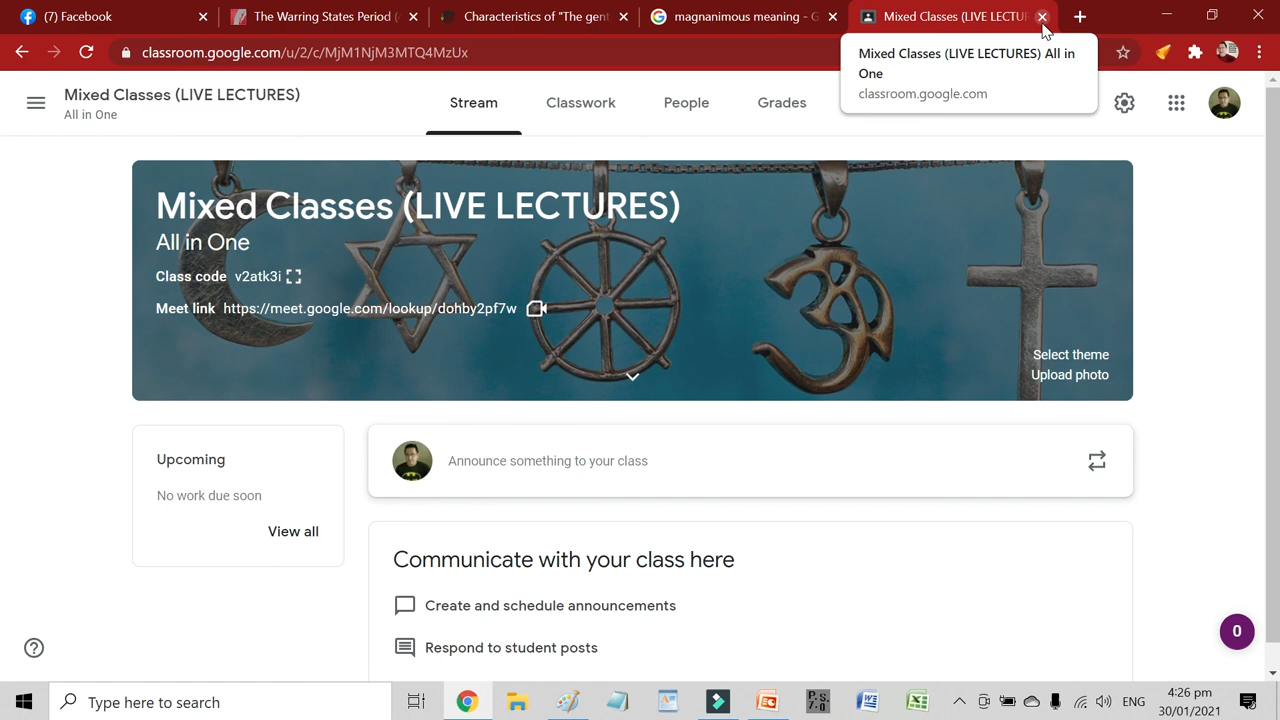 (7) Facebook
The Warring States Period (
Characteristics of "The gent
magnanimous meaning - G
Mixed Classes (LIVE LECTU
classroom.google.com/u/2/c/MjM1NjM3MTQ4MzUx
Mixed Classes (LIVE LECTURES) All in
One
classroom.google.com
Mixed Classes (LIVE LECTURES)
All in One
Stream
Classwork
People
Grades
Mixed Classes (LIVE LECTURES)
All in One
Class code v2atk3i
Meet link https://meet.google.com/lookup/dohby2pf7w
Select theme
Upload photo
Upcoming
No work due soon
View all
Announce something to your class
Communicate with your class here
Create and schedule announcements
Respond to student posts
0
Type here to search
P.S.
7.0
ENG
4:26 pm
30/01/2021